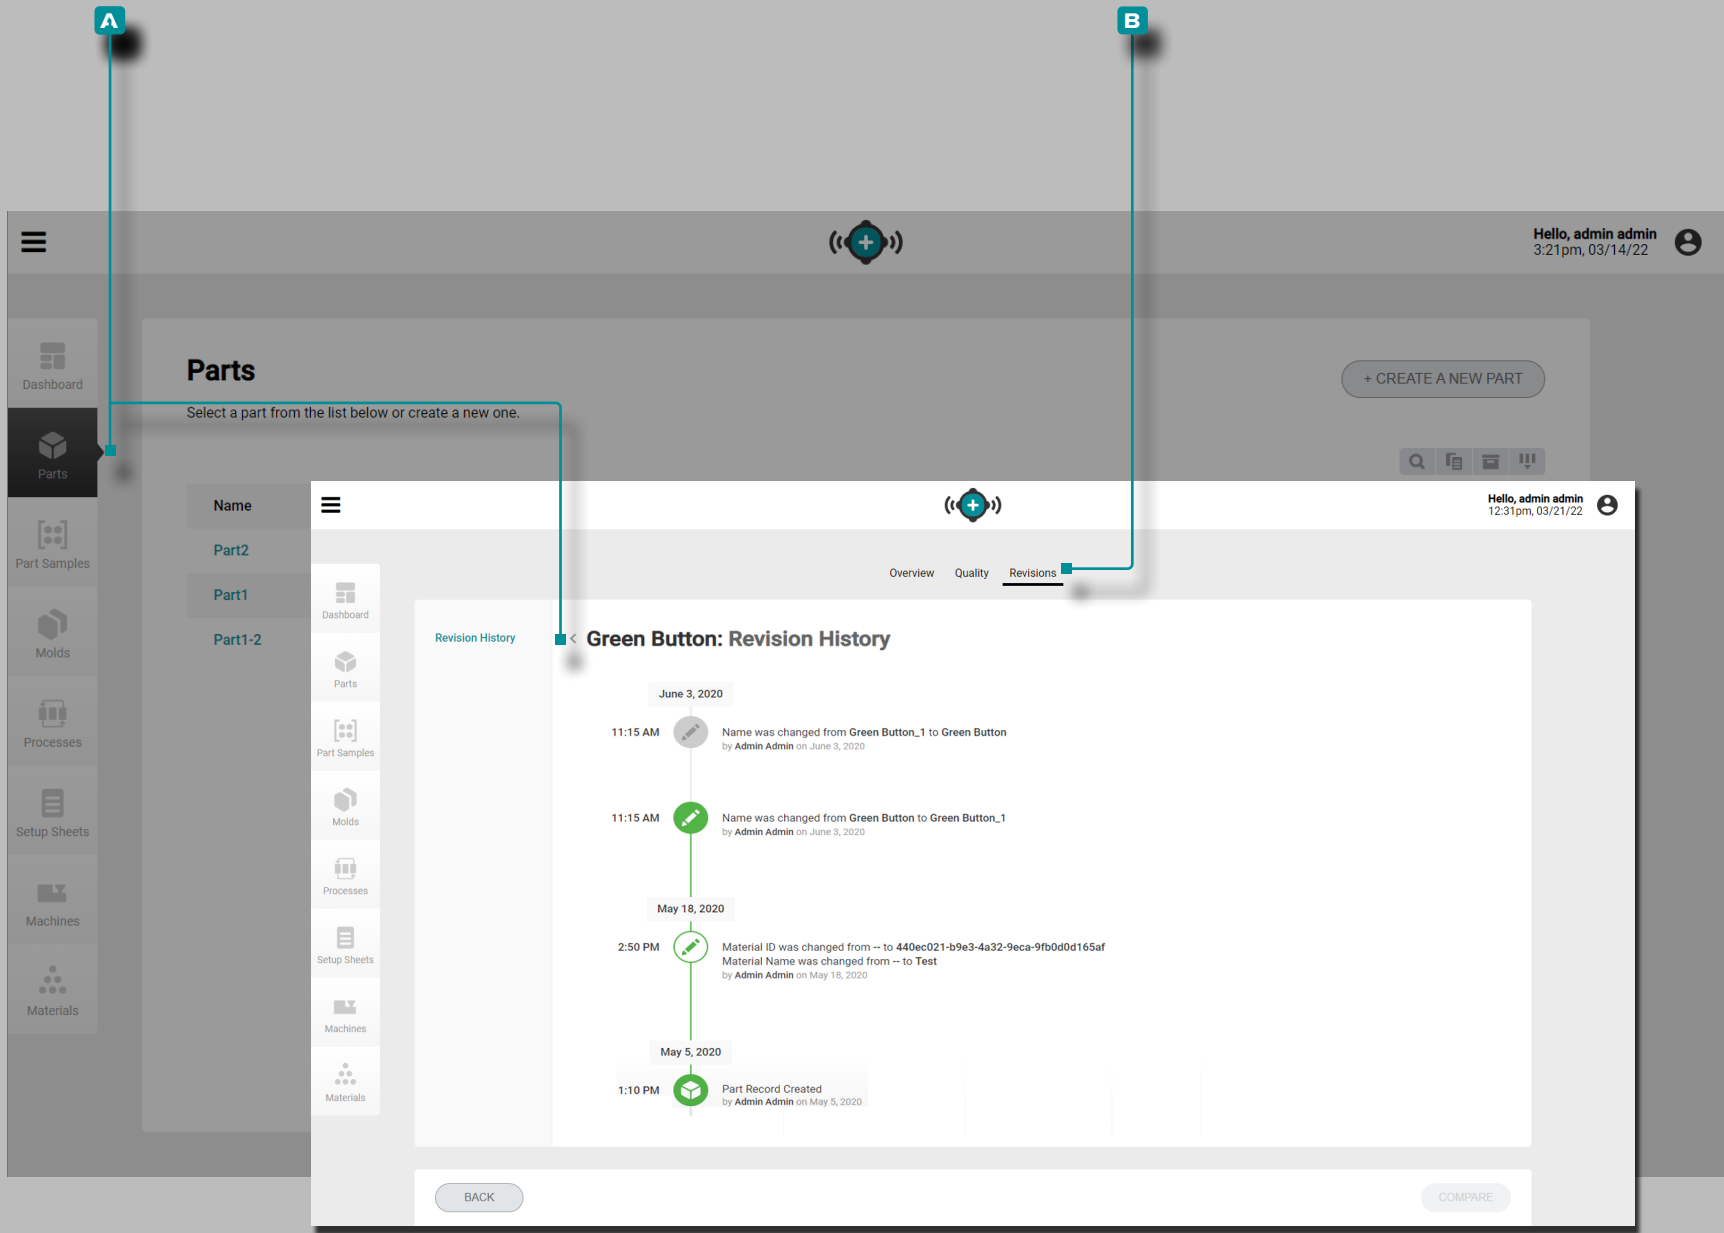 A
B
Hello, admin admin
3:21pm, 03/14/22
Dashboard
Parts
Part Samples
Molds
Processes
Setup Sheets
Machines
Materials
Parts
+ CREATE A NEW PART
Select a part from the list below or create a new one.
Name
Part2
Part1
Part1-2
Hello, admin admin
12:31pm, 03/21/22
Overview
Quality
Revisions
Dashboard
Parts
Part Samples
Molds
Processes
Setup Sheets
Machines
Materials
Revision History
< Green Button: Revision History
June 3, 2020
11:15 AM
Name was changed from Green Button_1 to Green Button
by Admin Admin on June 3, 2020
11:15 AM
Name was changed from Green Button to Green Button_1
by Admin Admin on June 3, 2020
May 18, 2020
2:50 PM
Material ID was changed from -- to 440ec021-b9e3-4a32-9eca-9fb0d0d165af
Material Name was changed from -- to Test
by Admin Admin on May 18, 2020
May 5, 2020
1:10 PM
Part Record Created
by Admin Admin on May 5, 2020
BACK
COMPARE